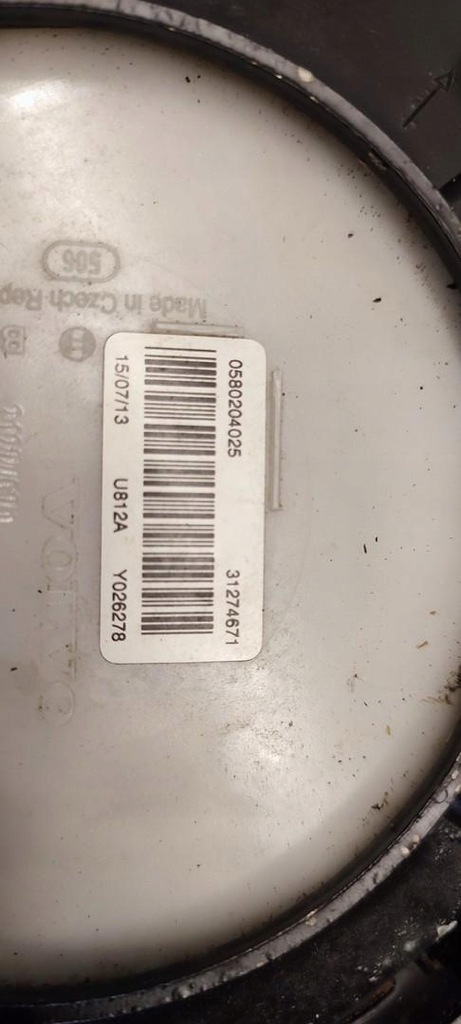 0580204025 31274671
15/07/13 U812A Y026278
506
Made in Czech Rep
VOLVO